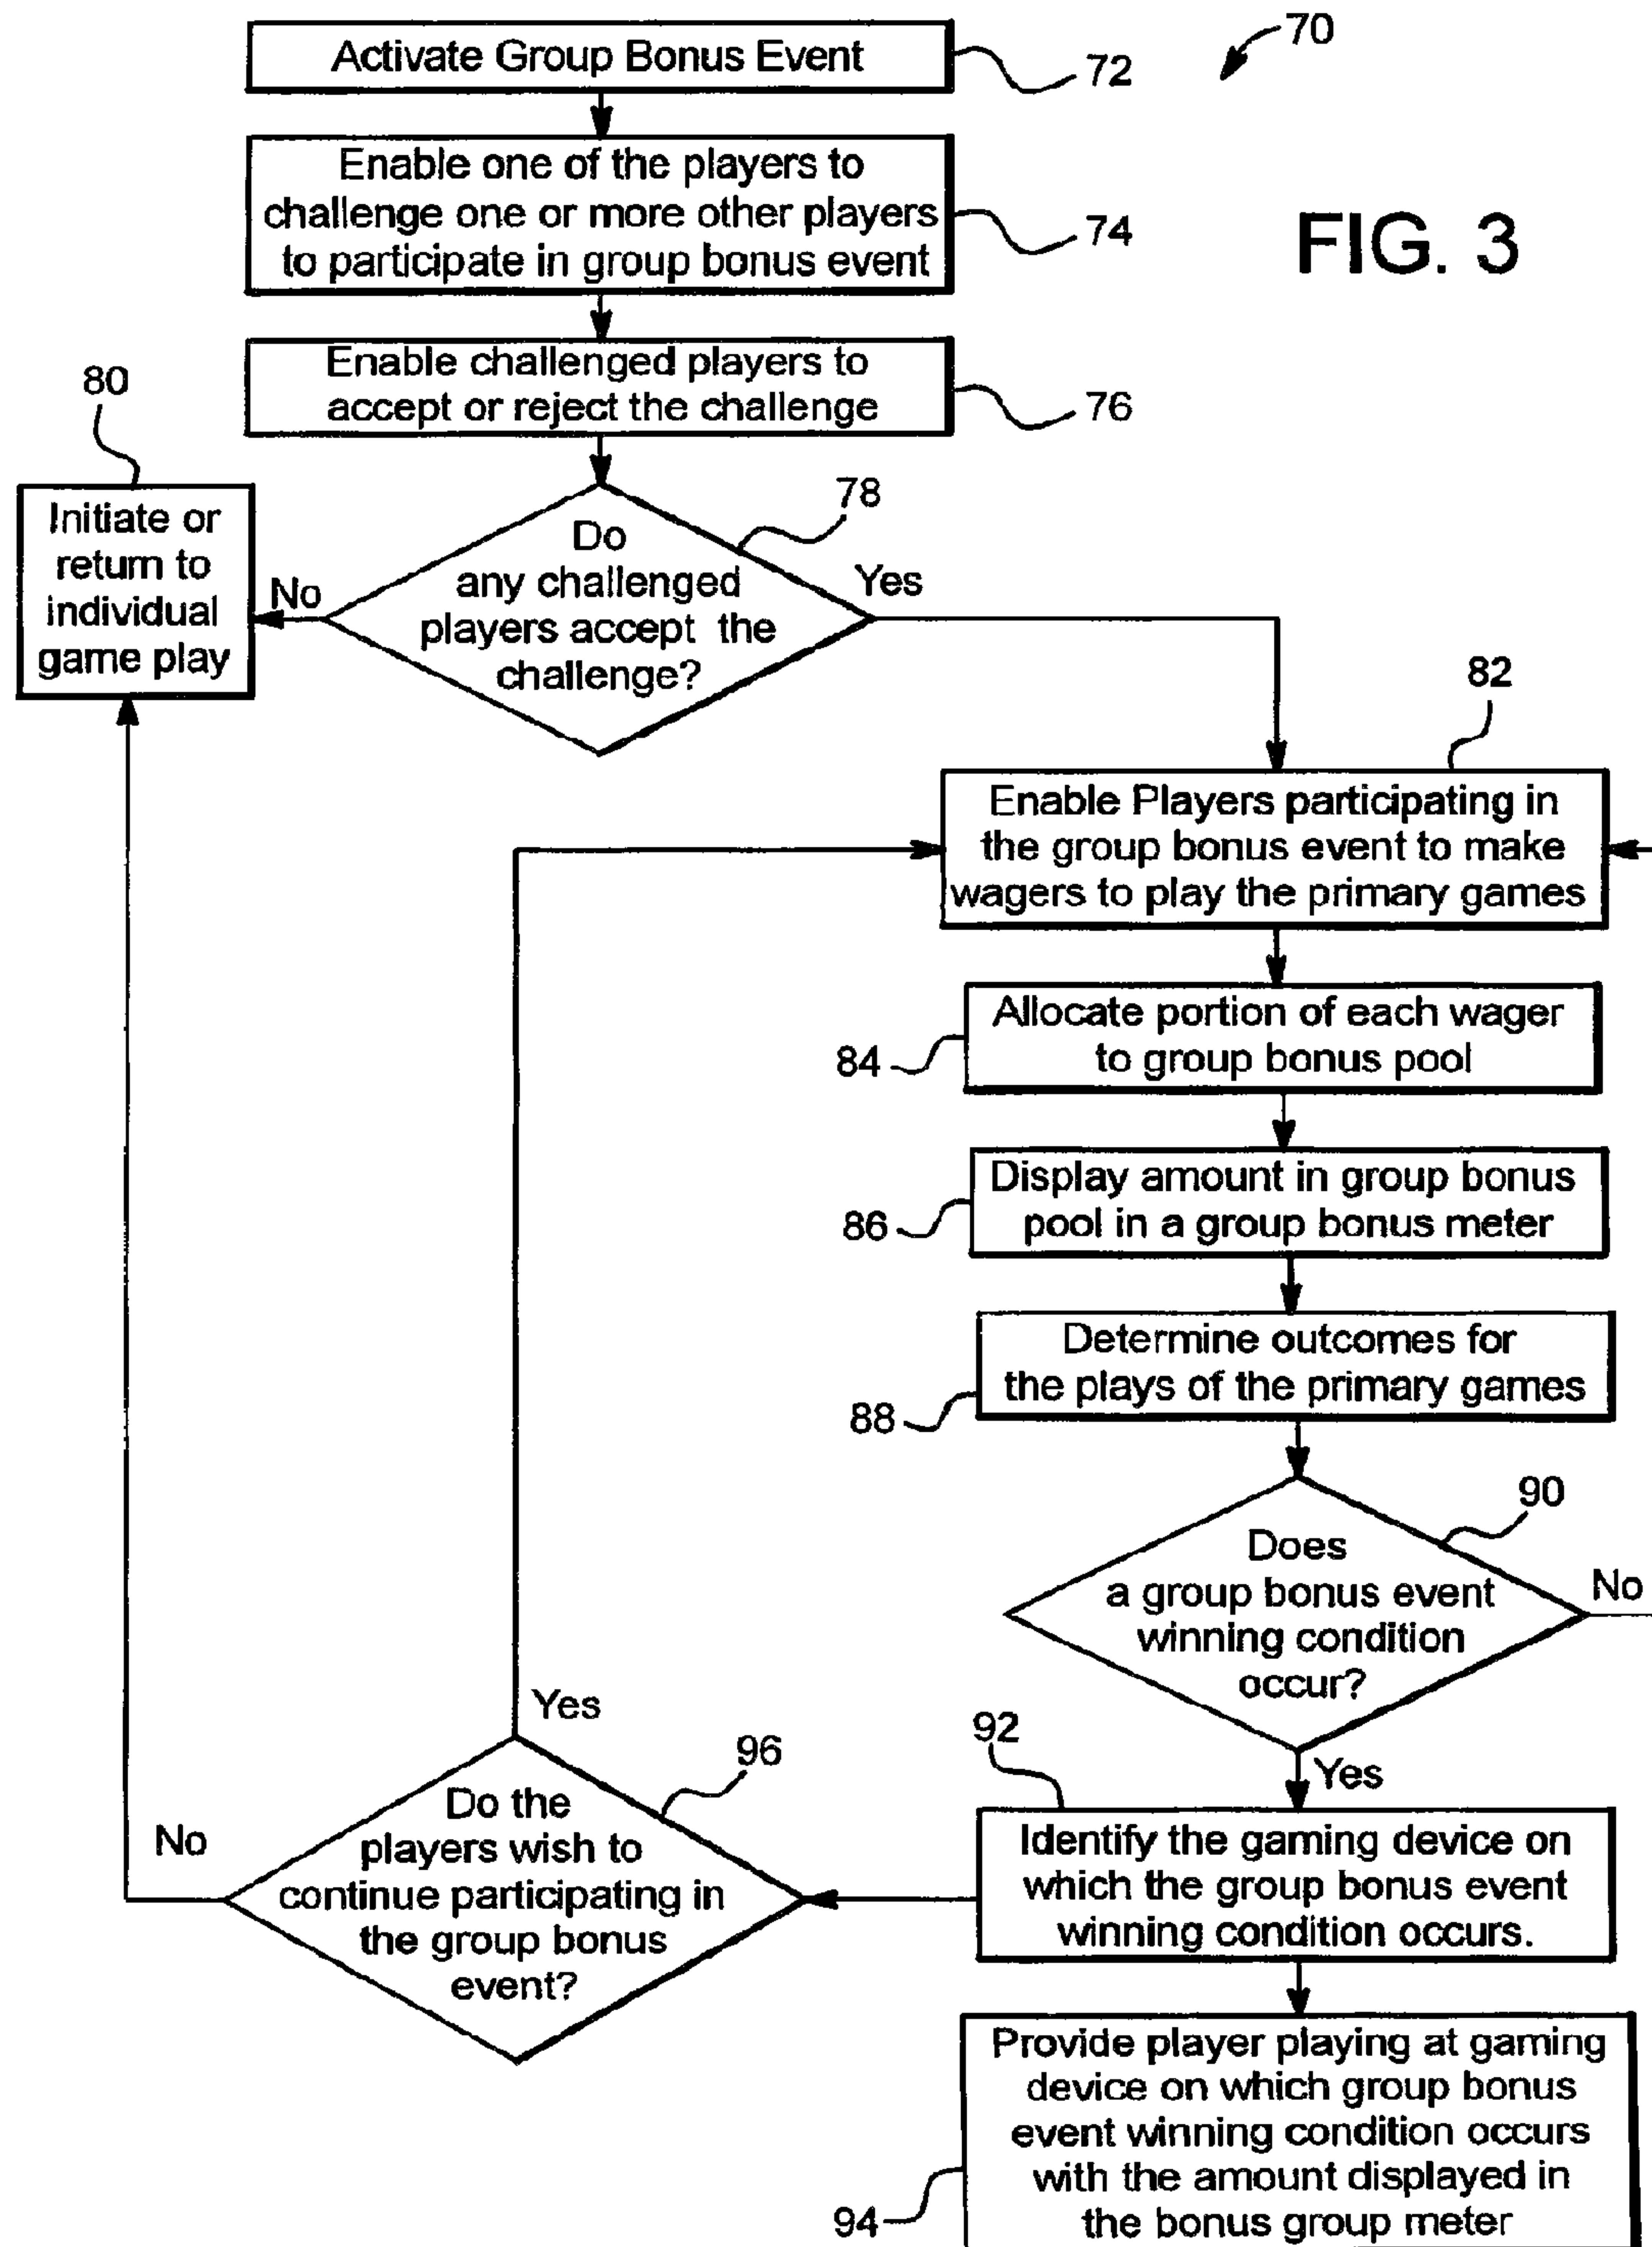 70
Activate Group Bonus Event
72
Enable one of the players to
challenge one or more other players
to participate in group bonus event
74
FIG. 3
Enable challenged players to
accept or reject the challenge
76
80
Initiate or
return to
individual
game play
78
Do
any challenged
players accept the
challenge?
No
Yes
82
Enable Players participating in
the group bonus event to make
wagers to play the primary games
Allocate portion of each wager
to group bonus pool
84
Display amount in group bonus
pool in a group bonus meter
86
Determine outcomes for
the plays of the primary games
88
90
Does
a group bonus event
winning condition
occur?
No
Yes
92
Identify the gaming device on
which the group bonus event
winning condition occurs.
Yes
96
Do the
players wish to
continue participating in
the group bonus
event?
No
Provide player playing at gaming
device on which group bonus
event winning condition occurs
with the amount displayed in
the bonus group meter
94